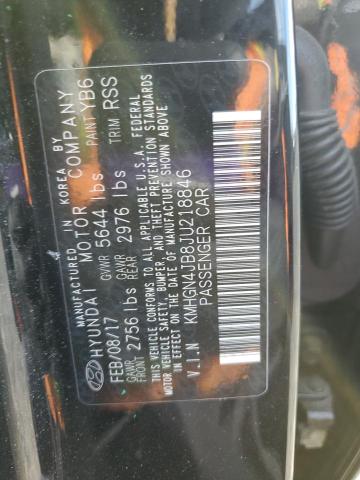 MANUFACTURED IN KOREA BY
HYUNDAI MOTOR COMPANY
FEB/08/17 GVWR 5644 lbs PAINT YB6
GAWR FRONT 2756 lbs GAWR REAR 2976 lbs TRIM RSS
THIS VEHICLE CONFORMS TO ALL APPLICABLE U.S.A. FEDERAL
MOTOR VEHICLE SAFETY, BUMPER, AND THEFT PREVENTION STANDARDS
IN EFFECT ON THE DATE OF MANUFACTURE SHOWN ABOVE
V.I.N KMHGN4JB8JU218846
PASSENGER CAR